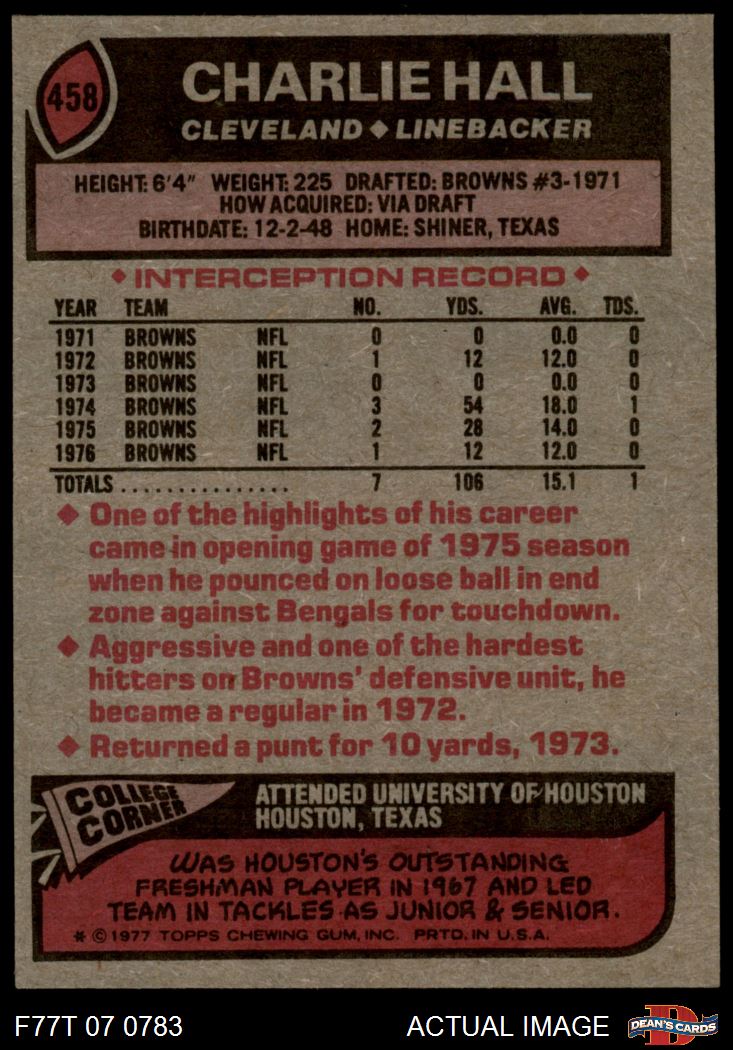 458
CHARLIE HALL
CLEVELAND ◆ LINEBACKER
HEIGHT: 6'4" WEIGHT: 225 DRAFTED: BROWNS #3-1971
HOW ACQUIRED: VIA DRAFT
BIRTHDATE: 12-2-48 HOME: SHINER, TEXAS
◆ INTERCEPTION RECORD ◆
YEAR TEAM NO. YDS. AVG. TDS.
1971 BROWNS NFL 0 0 0.0 0
1972 BROWNS NFL 1 12 12.0 0
1973 BROWNS NFL 0 0 0.0 0
1974 BROWNS NFL 3 54 18.0 1
1975 BROWNS NFL 2 28 14.0 0
1976 BROWNS NFL 1 12 12.0 0
TOTALS ............... 7 106 15.1 1
◆ One of the highlights of his career
came in opening game of 1975 season
when he pounced on loose ball in end
zone against Bengals for touchdown.
◆ Aggressive and one of the hardest
hitters on Browns' defensive unit, he
became a regular in 1972.
◆ Returned a punt for 10 yards, 1973.
COLLEGE
CORNER
ATTENDED UNIVERSITY OF HOUSTON
HOUSTON, TEXAS
WAS HOUSTON'S OUTSTANDING
FRESHMAN PLAYER IN 1967 AND LED
TEAM IN TACKLES AS JUNIOR & SENIOR.
* © 1977 TOPPS CHEWING GUM, INC. PRTD. IN U.S.A.
F77T 07 0783
ACTUAL IMAGE
D
DEAN'S CARDS